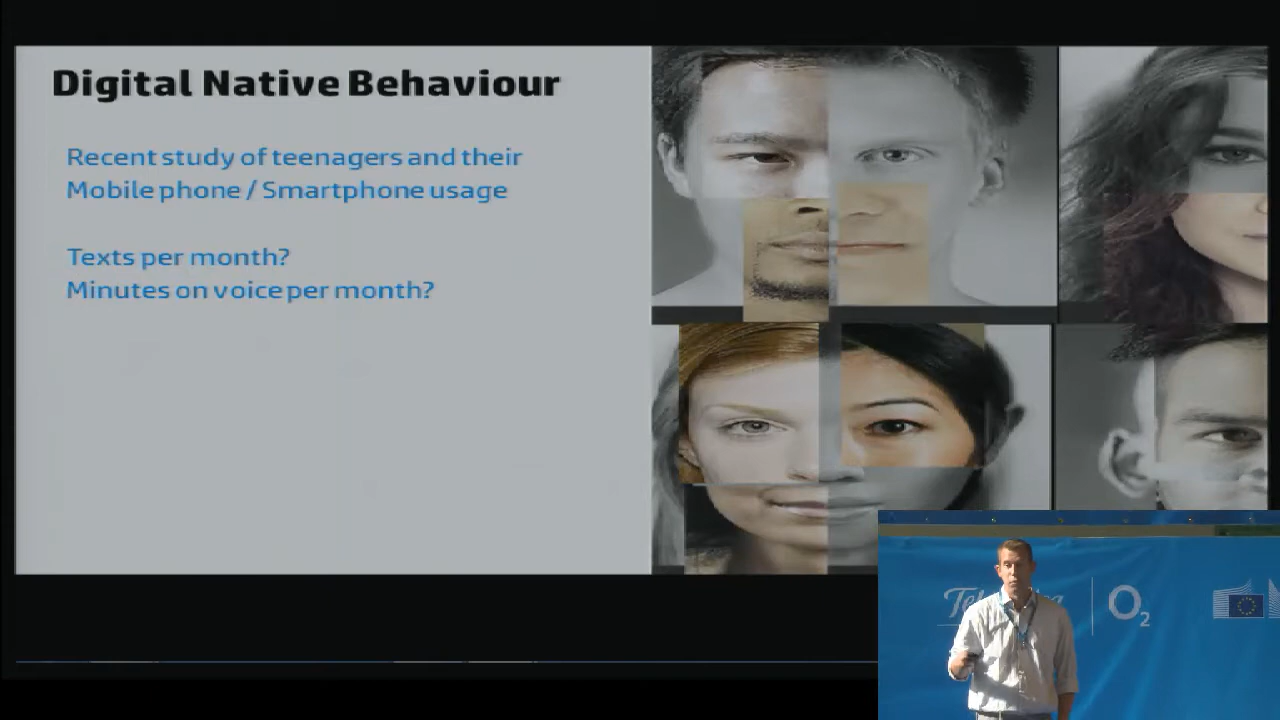 Digital Native Behaviour
Recent study of teenagers and their
Mobile phone / Smartphone usage
Texts per month?
Minutes on voice per month?
O2